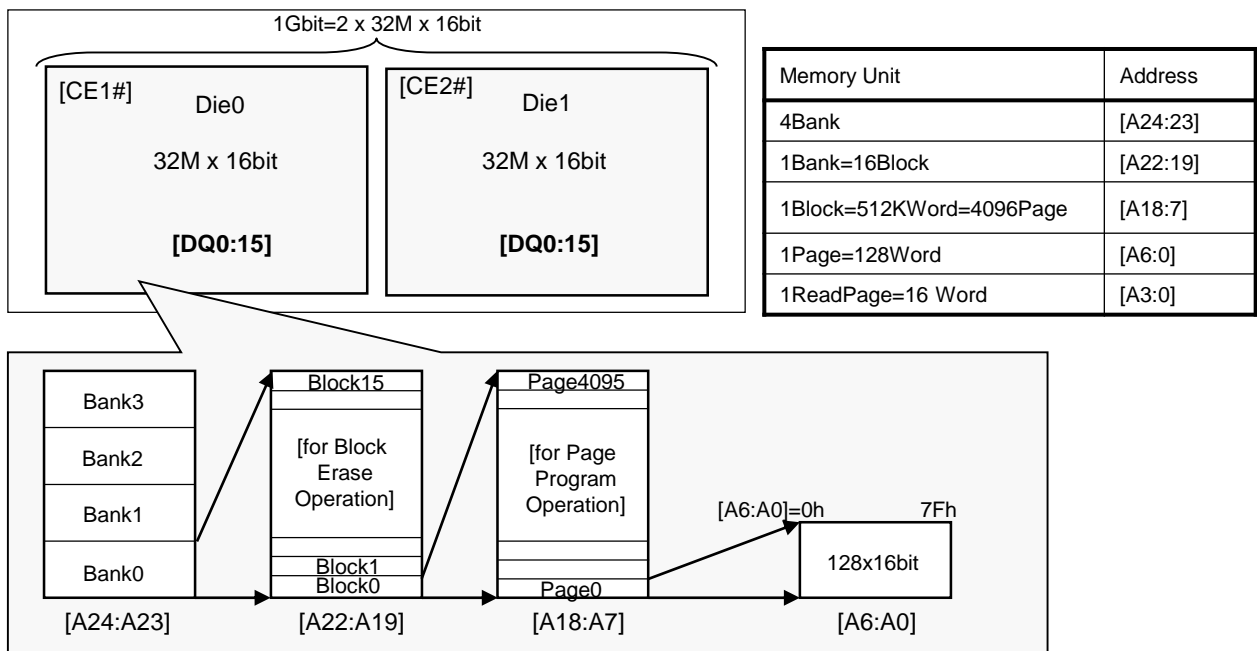 1Gbit=2 x 32M x 16bit
[CE1#]
Die0
32M x 16bit
[DQ0:15]
[CE2#]
Die1
32M x 16bit
[DQ0:15]
Memory Unit Address
4Bank [A24:23]
1Bank=16Block [A22:19]
1Block=512KWord=4096Page [A18:7]
1Page=128Word [A6:0]
1ReadPage=16 Word [A3:0]
Bank3
Bank2
Bank1
Bank0
[A24:A23]
Block15
[for Block
Erase
Operation]
Block1
Block0
[A22:A19]
Page4095
[for Page
Program
Operation]
Page0
[A18:A7]
[A6:A0]=0h 7Fh
128x16bit
[A6:A0]